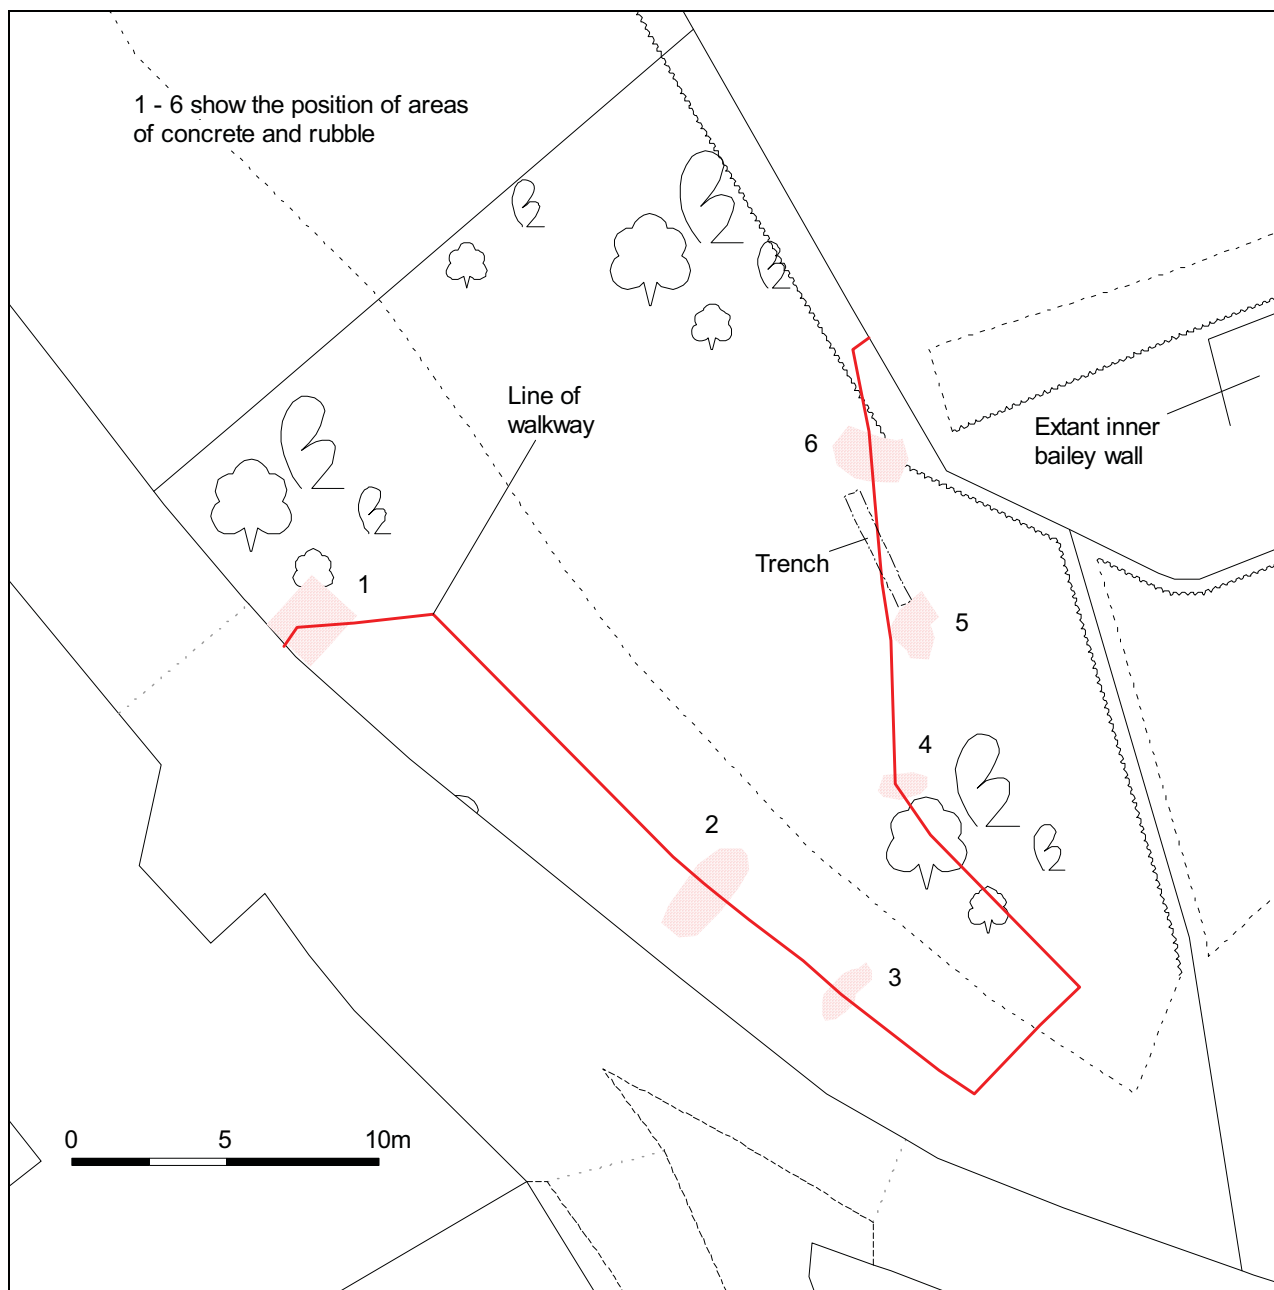 1 - 6 show the position of areas
of concrete and rubble
Line of
walkway
Extant inner
bailey wall
6
Trench
1
5
4
2
3
0 5 10m